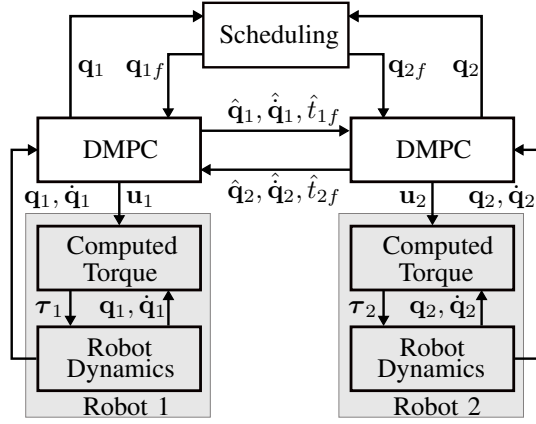 Scheduling
q₁ q₁f q₂f q₂
q̂₁, q̇̂₁, t̂₁f
DMPC DMPC
q̂₂, q̇̂₂, t̂₂f
q₁, q̇₁ u₁ u₂ q₂, q̇₂
Computed Computed
Torque Torque
τ₁ q₁, q̇₁ τ₂ q₂, q̇₂
Robot Robot
Dynamics Dynamics
Robot 1 Robot 2